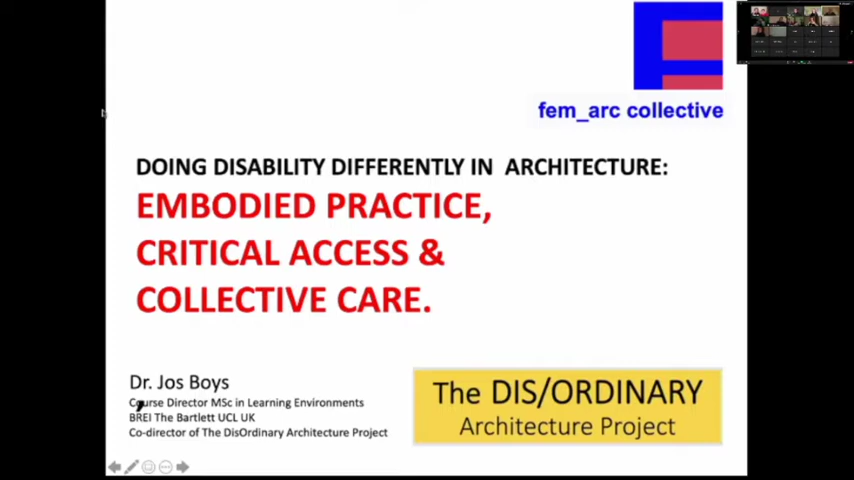 fem_arc collective
DOING DISABILITY DIFFERENTLY IN ARCHITECTURE:
EMBODIED PRACTICE,
CRITICAL ACCESS &
COLLECTIVE CARE.
Dr. Jos Boys
Course Director MSc in Learning Environments
BREI The Bartlett UCL UK
Co-director of The DisOrdinary Architecture Project
The DIS/ORDINARY
Architecture Project